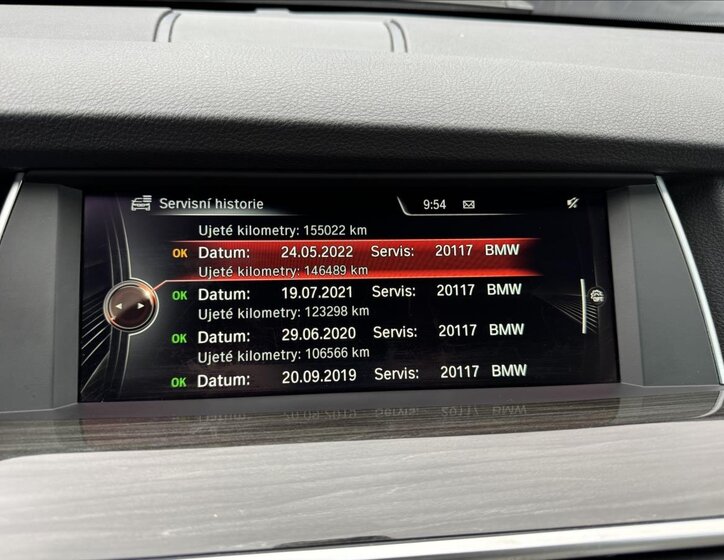 Servisní historie 9:54
Ujeté kilometry: 155022 km
OK Datum: 24.05.2022 Servis: 20117 BMW
Ujeté kilometry: 146489 km
OK Datum: 19.07.2021 Servis: 20117 BMW
Ujeté kilometry: 123298 km
OK Datum: 29.06.2020 Servis: 20117 BMW
Ujeté kilometry: 106566 km
OK Datum: 20.09.2019 Servis: 20117 BMW